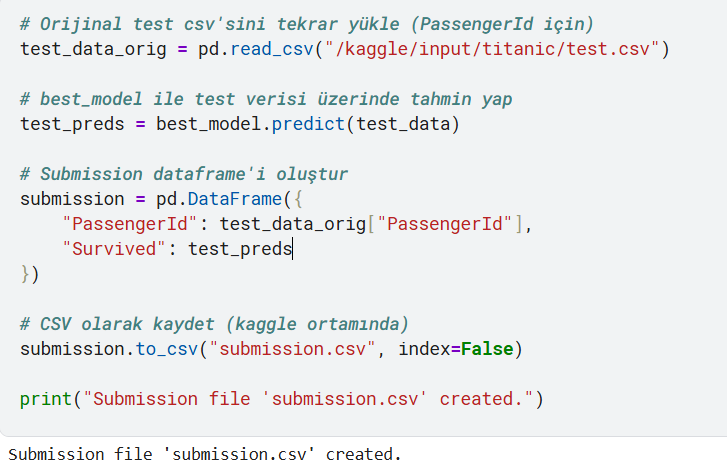 # Orijinal test csv'sini tekrar yükle (PassengerId için)
test_data_orig = pd.read_csv("/kaggle/input/titanic/test.csv")
# best_model ile test verisi üzerinde tahmin yap
test_preds = best_model.predict(test_data)
# Submission dataframe'i oluştur
submission = pd.DataFrame({
    "PassengerId": test_data_orig["PassengerId"],
    "Survived": test_preds
})
# CSV olarak kaydet (kaggle ortamında)
submission.to_csv("submission.csv", index=False)
print("Submission file 'submission.csv' created.")
Submission file 'submission.csv' created.